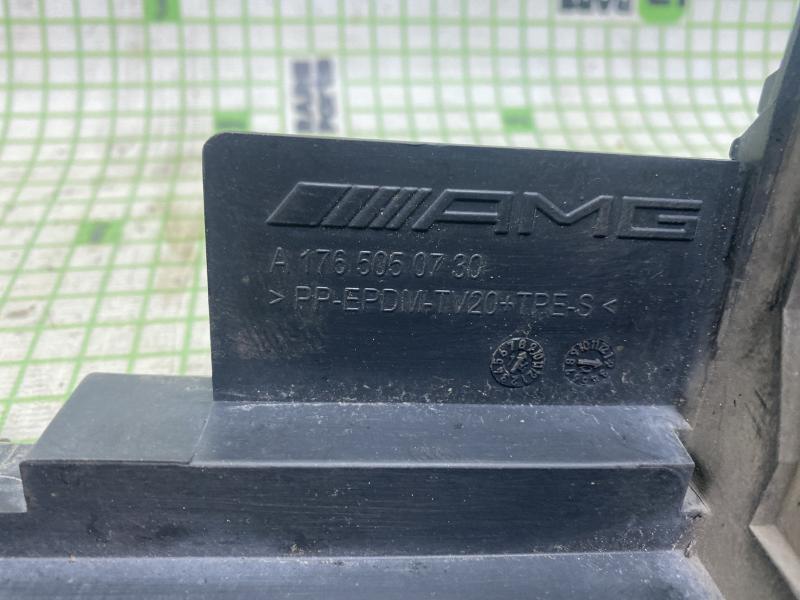 AMG
A 176 505 07 30
> PP-EPDM-TV20+TPE-S <